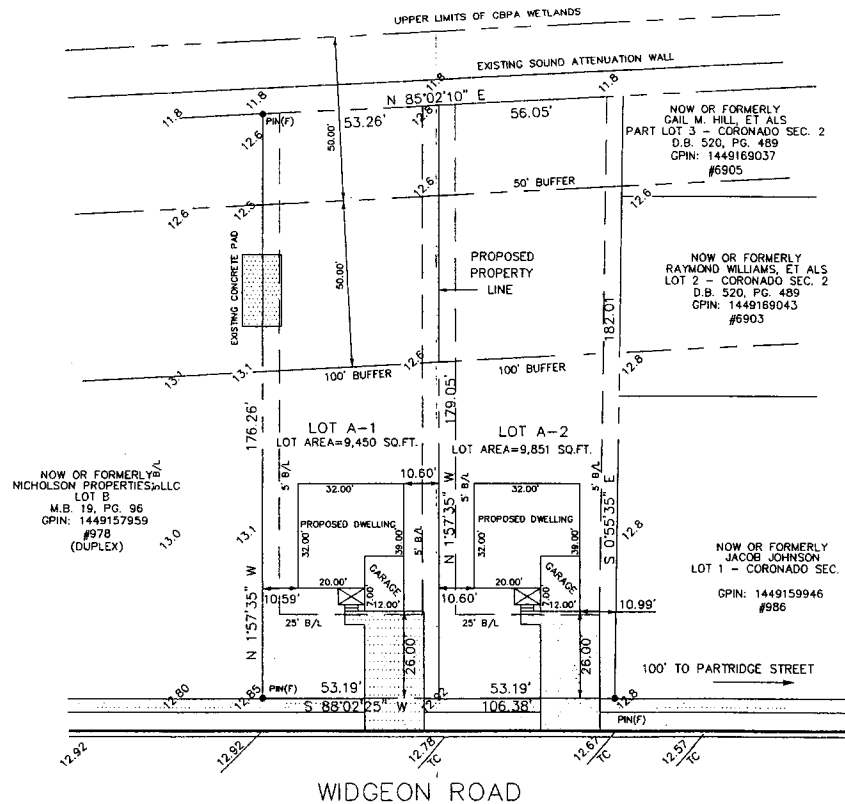 UPPER LIMITS OF CBPA WETLANDS
EXISTING SOUND ATTENUATION WALL
11.8
11.8
11.8
N 85°02'10" E
PIN(F)
53.26'
12.8
56.05'
NOW OR FORMERLY
GAIL M. HILL, ET ALS
PART LOT 3 - CORONADO SEC. 2
D.B. 520, PG. 489
GPIN: 1449169037
#6905
12.6
50.00'
50' BUFFER
12.6
12.6
12.6
EXISTING CONCRETE PAD
50.00'
PROPOSED
PROPERTY
LINE
NOW OR FORMERLY
RAYMOND WILLIAMS, ET ALS
LOT 2 - CORONADO SEC. 2
D.B. 520, PG. 489
GPIN: 1449169043
#6903
182.01
13.1
13.1
100' BUFFER
12.6
100' BUFFER
12.8
176.26'
179.05'
LOT A-1
LOT AREA=9,450 SQ.FT.
LOT A-2
LOT AREA=9,851 SQ.FT.
NOW OR FORMERLY
NICHOLSON PROPERTIES, LLC
LOT B
M.B. 19, PG. 96
GPIN: 1449157959
#978
(DUPLEX)
B/L
5' B/L
5' B/L
5' B/L
5' B/L
10.60'
32.00'
32.00'
PROPOSED DWELLING
PROPOSED DWELLING
32.00'
39.00'
32.00'
39.00'
13.0
13.1
N 1°57'35" W
N 1°57'35" W
S 0°55'35" E
12.8
NOW OR FORMERLY
JACOB JOHNSON
LOT 1 - CORONADO SEC.
GPIN: 1449159946
#986
GARAGE
GARAGE
20.00'
20.00'
7.00'
7.00'
12.00'
12.00'
10.59'
10.60'
10.99'
25' B/L
25' B/L
26.00'
26.00'
100' TO PARTRIDGE STREET
12.80
12.85
PIN(F)
53.19'
12.92
53.19'
12.8
S 88°02'25" W
106.38'
PIN(F)
12.92
12.92
12.78
TC
12.67
TC
12.57
TC
WIDGEON ROAD